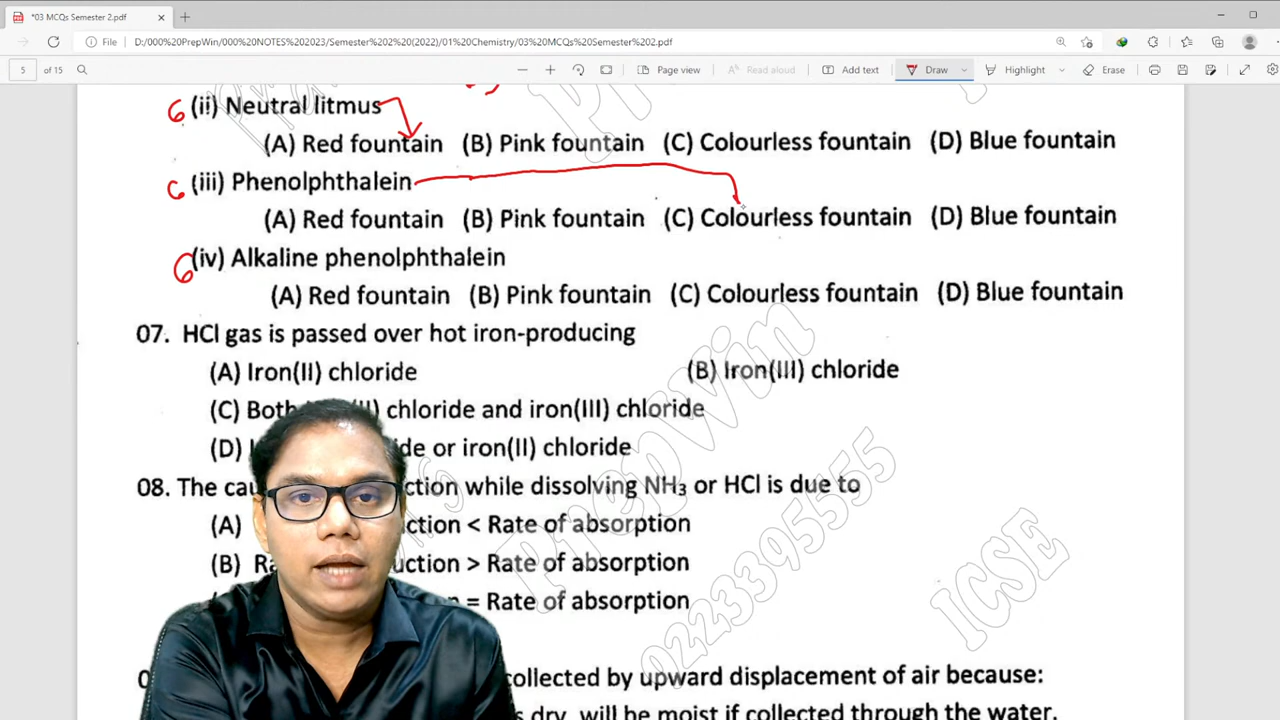 *03 MCQs Semester 2.pdf
File D:/000%20PrepWin/000%20NOTES%202023/Semester%202%20(2022)/01%20Chemistry/03%20MCQs%20Semester%202.pdf
5 of 15 Page view Read aloud Add text Draw Highlight Erase
6 (ii) Neutral litmus
(A) Red fountain (B) Pink fountain (C) Colourless fountain (D) Blue fountain
6 (iii) Phenolphthalein
(A) Red fountain (B) Pink fountain (C) Colourless fountain (D) Blue fountain
6 (iv) Alkaline phenolphthalein
(A) Red fountain (B) Pink fountain (C) Colourless fountain (D) Blue fountain
07. HCl gas is passed over hot iron-producing
(A) Iron(II) chloride (B) Iron(III) chloride
(C) Both chloride and iron(III) chloride
(D) or iron(II) chloride
08. The while dissolving NH₃ or HCl is due to
(A) < Rate of absorption
(B) > Rate of absorption
= Rate of absorption
collected by upward displacement of air because:
dry, will be moist if collected through the water.
PrepWin
02233395555
ICSE